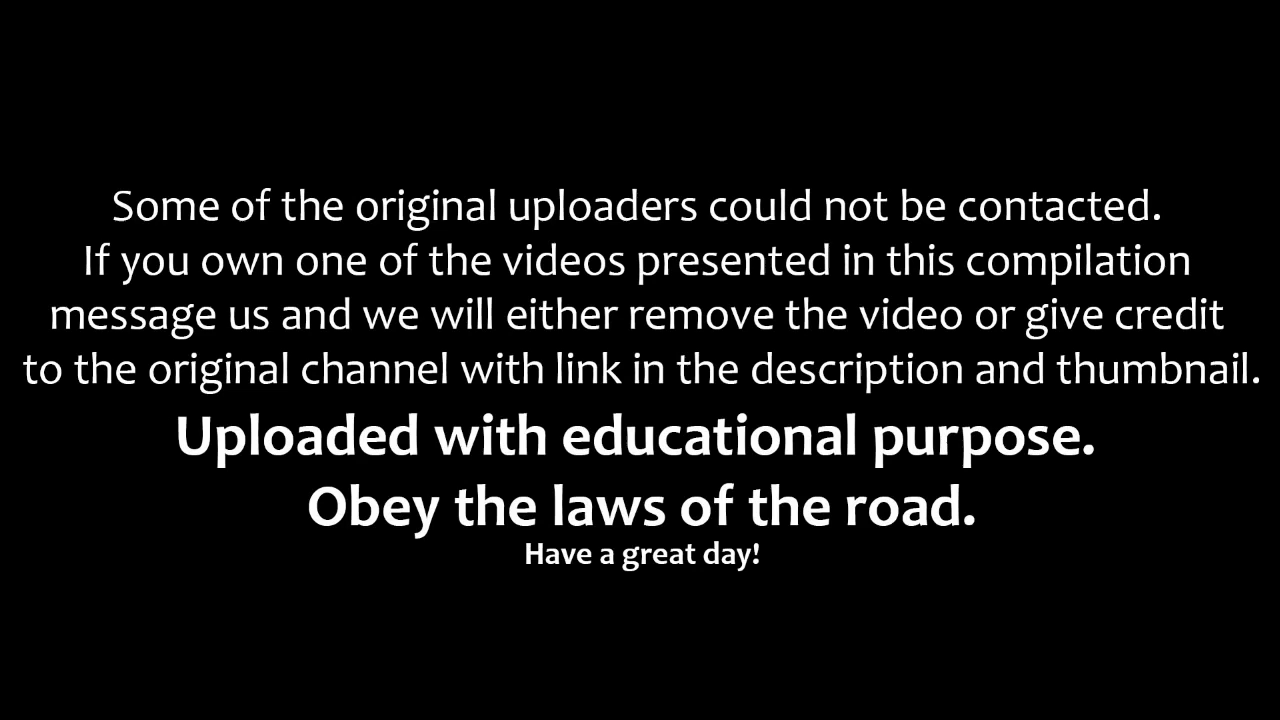 Some of the original uploaders could not be contacted.
If you own one of the videos presented in this compilation
message us and we will either remove the video or give credit
to the original channel with link in the description and thumbnail.
Uploaded with educational purpose.
Obey the laws of the road.
Have a great day!